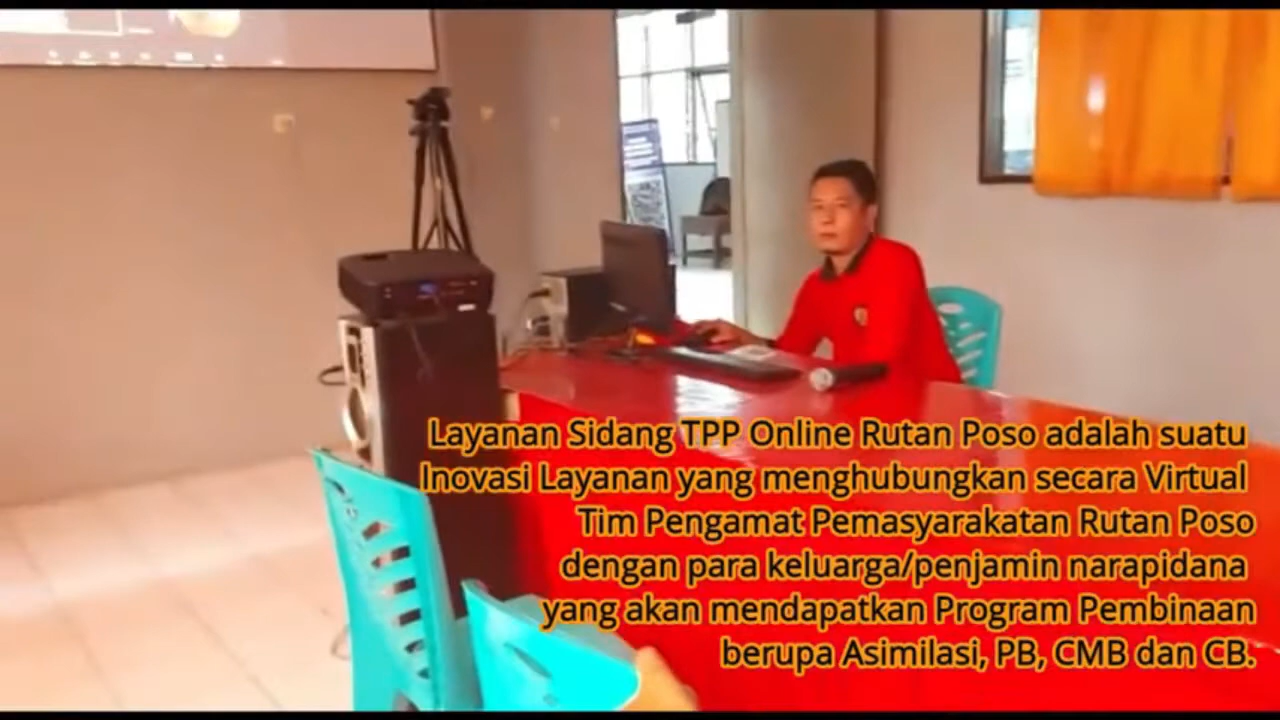 Layanan Sidang TPP Online Rutan Poso adalah suatu
Inovasi Layanan yang menghubungkan secara Virtual
Tim Pengamat Pemasyarakatan Rutan Poso
dengan para keluarga/penjamin narapidana
yang akan mendapatkan Program Pembinaan
berupa Asimilasi, PB, CMB dan CB.